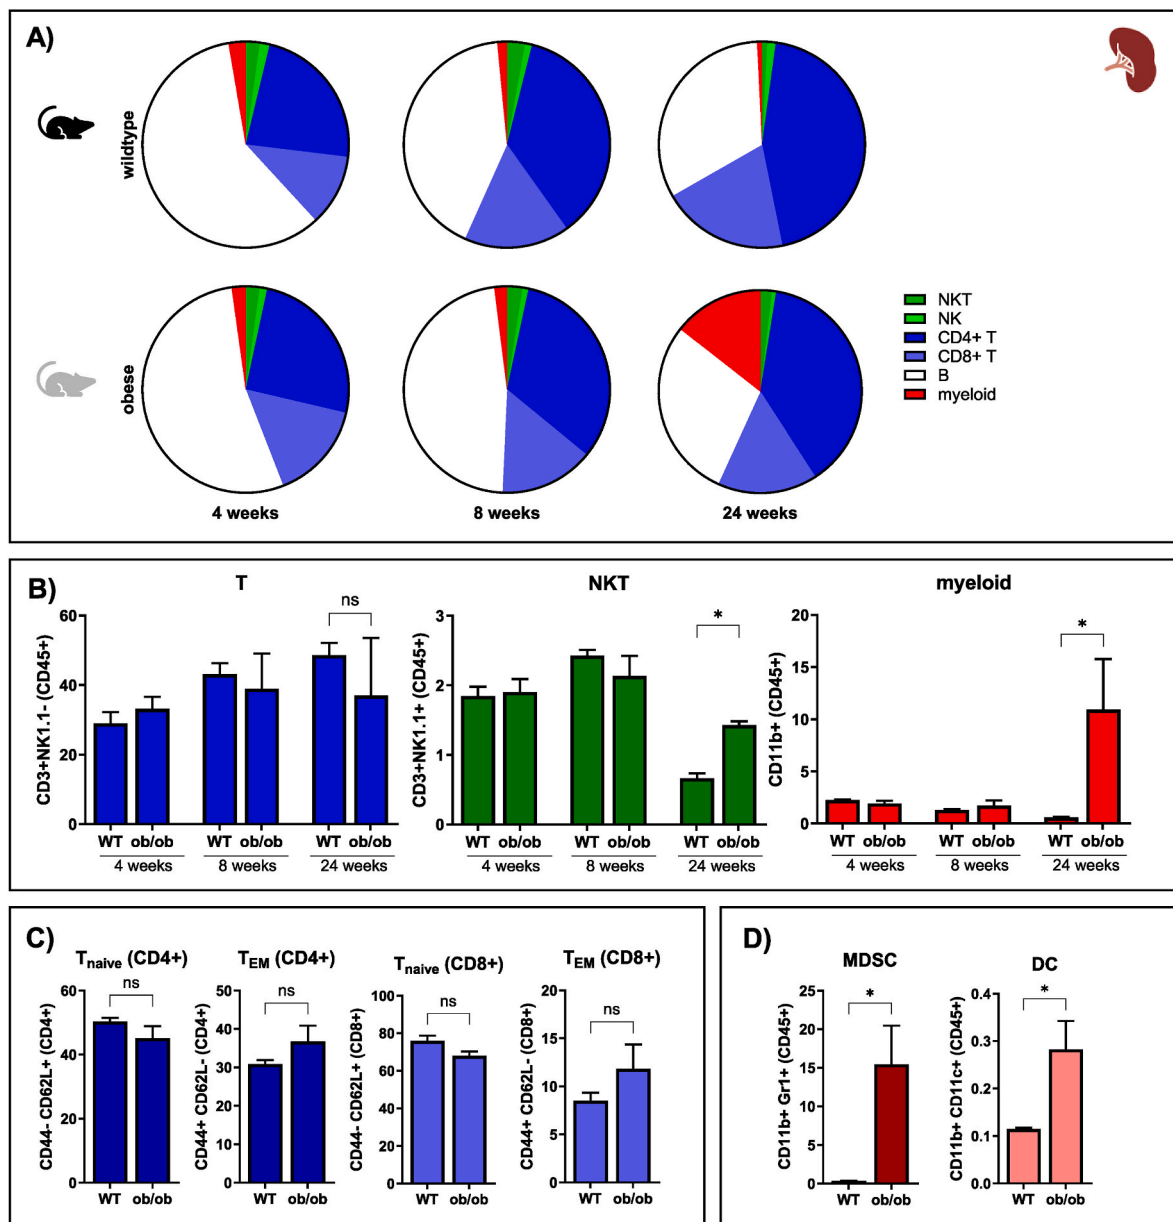 A)
wildtype
obese
4 weeks
8 weeks
24 weeks
NKT
NK
CD4+ T
CD8+ T
B
myeloid
B)
T
CD3+NK1.1- (CD45+)
60
40
20
0
ns
WT ob/ob WT ob/ob WT ob/ob
4 weeks 8 weeks 24 weeks
NKT
CD3+NK1.1+ (CD45+)
3
2
1
0
*
WT ob/ob WT ob/ob WT ob/ob
4 weeks 8 weeks 24 weeks
myeloid
CD11b+ (CD45+)
20
15
10
5
0
*
WT ob/ob WT ob/ob WT ob/ob
4 weeks 8 weeks 24 weeks
C)
Tnaive (CD4+)
CD44- CD62L+ (CD4+)
60
40
20
0
ns
WT ob/ob
TEM (CD4+)
CD44+ CD62L- (CD4+)
50
40
30
20
10
0
ns
WT ob/ob
Tnaive (CD8+)
CD44- CD62L+ (CD8+)
100
80
60
40
20
0
ns
WT ob/ob
TEM (CD8+)
CD44+ CD62L- (CD8+)
20
15
10
5
0
ns
WT ob/ob
D)
MDSC
CD11b+ Gr1+ (CD45+)
25
20
15
10
5
0
*
WT ob/ob
DC
CD11b+ CD11c+ (CD45+)
0.4
0.3
0.2
0.1
0.0
*
WT ob/ob